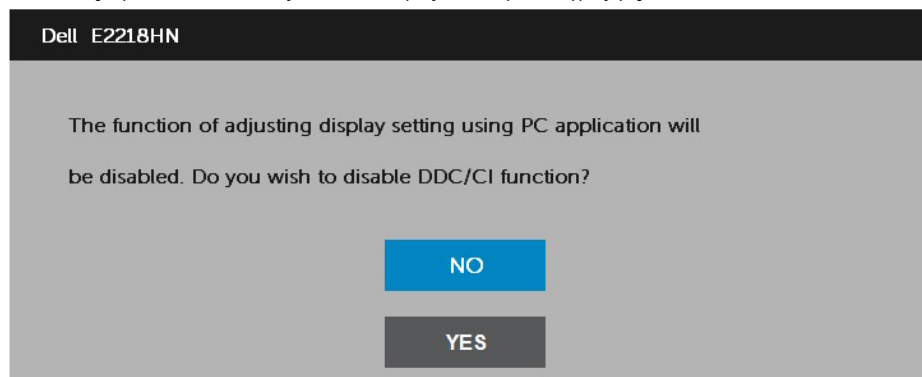 Dell E2218HN
The function of adjusting display setting using PC application will
be disabled. Do you wish to disable DDC/CI function?
NO
YES